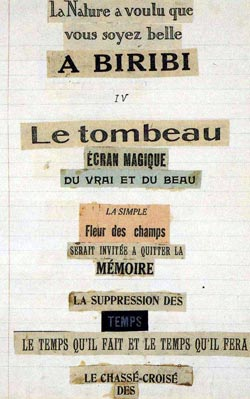 La Nature a voulu que
vous soyez belle
A BIRIBI
IV
Le tombeau
ÉCRAN MAGIQUE
DU VRAI ET DU BEAU
LA SIMPLE
Fleur des champs
SERAIT INVITÉE A QUITTER LA
MÉMOIRE
LA SUPPRESSION DES
TEMPS
LE TEMPS QU'IL FAIT ET LE TEMPS QU'IL FERA
LE CHASSÉ-CROISÉ
DES